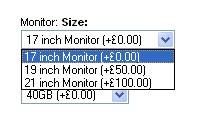 Monitor: Size:
17 inch Monitor (+£0.00)
17 inch Monitor (+£0.00)
19 inch Monitor (+£50.00)
21 inch Monitor (+£100.00)
40GB (+£0.00)